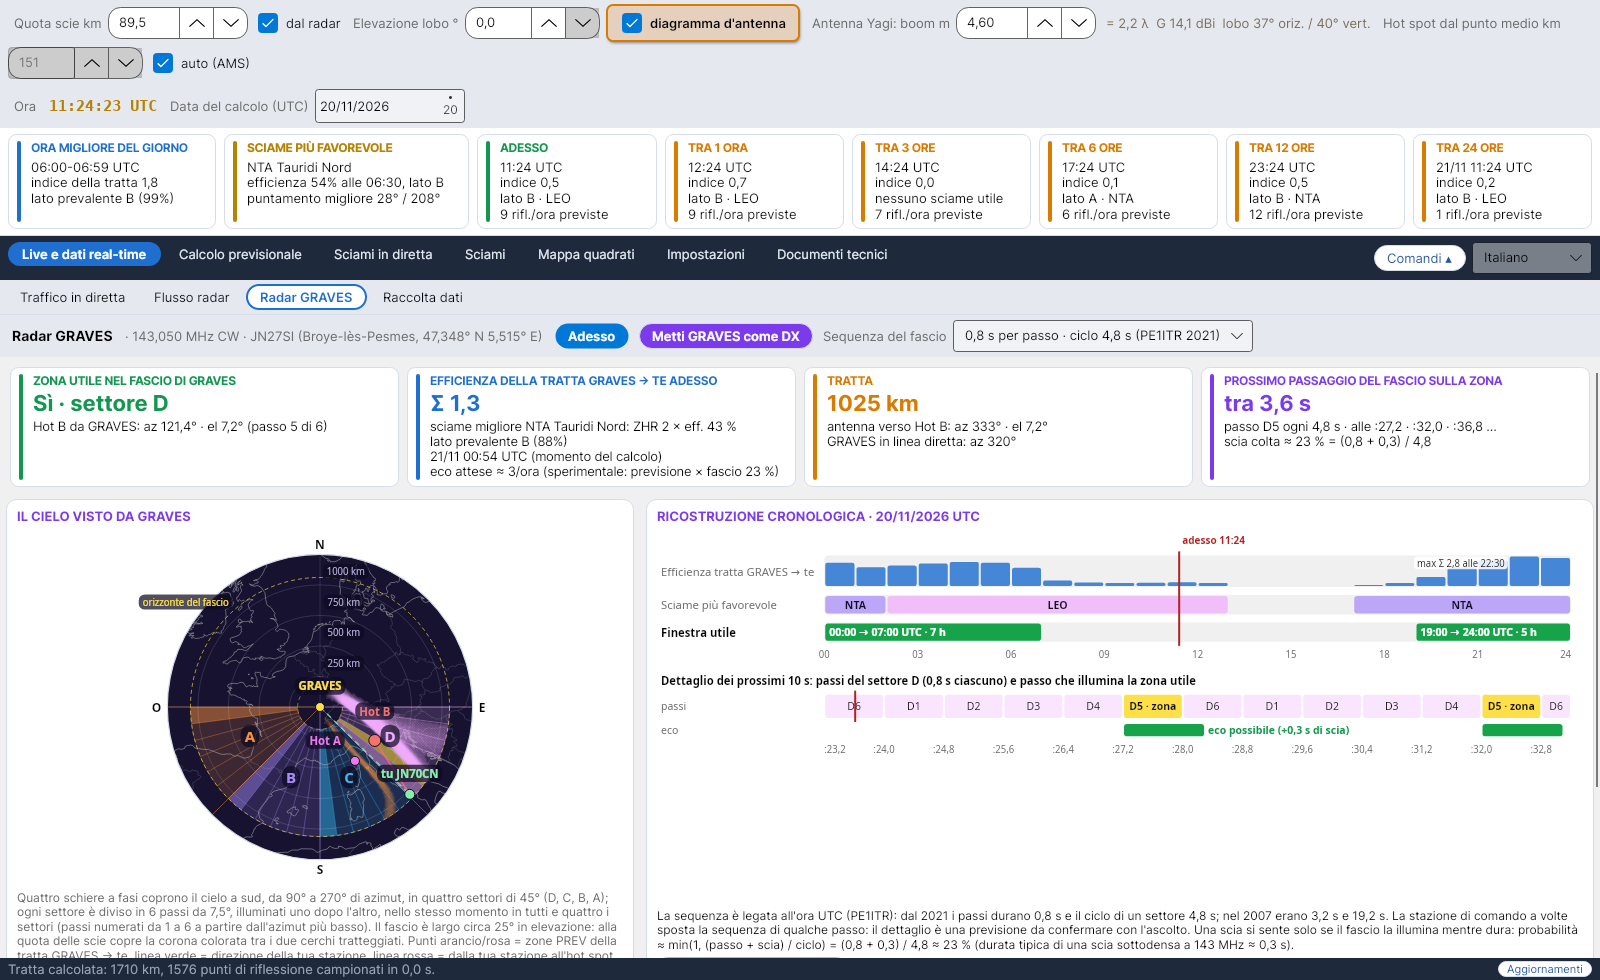 Quota scie km 89,5 dal radar Elevazione lobo ° 0,0 diagramma d'antenna Antenna Yagi: boom m 4,60 = 2,2 λ G 14,1 dBi lobo 37° oriz. / 40° vert. Hot spot dal punto medio km
151 auto (AMS)
Ora 11:24:23 UTC Data del calcolo (UTC) 20/11/2026 20
ORA MIGLIORE DEL GIORNO
06:00-06:59 UTC
indice della tratta 1,8
lato prevalente B (99%)
SCIAME PIÙ FAVOREVOLE
NTA Tauridi Nord
efficienza 54% alle 06:30, lato B
puntamento migliore 28° / 208°
ADESSO
11:24 UTC
indice 0,5
lato B · LEO
9 rifl./ora previste
TRA 1 ORA
12:24 UTC
indice 0,7
lato B · LEO
9 rifl./ora previste
TRA 3 ORE
14:24 UTC
indice 0,0
nessuno sciame utile
7 rifl./ora previste
TRA 6 ORE
17:24 UTC
indice 0,1
lato A · NTA
6 rifl./ora previste
TRA 12 ORE
23:24 UTC
indice 0,5
lato B · NTA
12 rifl./ora previste
TRA 24 ORE
21/11 11:24 UTC
indice 0,2
lato B · LEO
1 rifl./ora previste
Live e dati real-time Calcolo previsionale Sciami in diretta Sciami Mappa quadrati Impostazioni Documenti tecnici Comandi ▴ Italiano
Traffico in diretta Flusso radar Radar GRAVES Raccolta dati
Radar GRAVES · 143,050 MHz CW · JN27SI (Broye-lès-Pesmes, 47,348° N 5,515° E) Adesso Metti GRAVES come DX Sequenza del fascio 0,8 s per passo · ciclo 4,8 s (PE1ITR 2021)
ZONA UTILE NEL FASCIO DI GRAVES
Sì · settore D
Hot B da GRAVES: az 121,4° · el 7,2° (passo 5 di 6)
EFFICIENZA DELLA TRATTA GRAVES → TE ADESSO
Σ 1,3
sciame migliore NTA Tauridi Nord: ZHR 2 × eff. 43 %
lato prevalente B (88%)
21/11 00:54 UTC (momento del calcolo)
eco attese ≈ 3/ora (sperimentale: previsione × fascio 23 %)
TRATTA
1025 km
antenna verso Hot B: az 333° · el 7,2°
GRAVES in linea diretta: az 320°
PROSSIMO PASSAGGIO DEL FASCIO SULLA ZONA
tra 3,6 s
passo D5 ogni 4,8 s · alle :27,2 · :32,0 · :36,8 ...
scia colta ≈ 23 % = (0,8 + 0,3) / 4,8
IL CIELO VISTO DA GRAVES
N
1000 km
orizzonte del fascio
750 km
500 km
250 km
GRAVES
O
E
Hot B
Hot A
A
D
B
C
tu JN70CN
S
Quattro schiere a fasi coprono il cielo a sud, da 90° a 270° di azimut, in quattro settori di 45° (D, C, B, A);
ogni settore è diviso in 6 passi da 7,5°, illuminati uno dopo l'altro, nello stesso momento in tutti e quattro i
settori (passi numerati da 1 a 6 a partire dall'azimut più basso). Il fascio è largo circa 25° in elevazione: alla
quota delle scie copre la corona colorata tra i due cerchi tratteggiati. Punti arancio/rosa = zone PREV della
tratta GRAVES → te, linea verde = direzione della tua stazione, linea rossa = dalla tua stazione all'hot spot
RICOSTRUZIONE CRONOLOGICA · 20/11/2026 UTC
adesso 11:24
Efficienza tratta GRAVES → te
max Σ 2,8 alle 22:30
Sciame più favorevole NTA LEO NTA
Finestra utile 00:00 → 07:00 UTC · 7 h 19:00 → 24:00 UTC · 5 h
00 03 06 09 12 15 18 21 24
Dettaglio dei prossimi 10 s: passi del settore D (0,8 s ciascuno) e passo che illumina la zona utile
passi D6 D1 D2 D3 D4 D5 · zona D6 D1 D2 D3 D4 D5 · zona D6
eco eco possibile (+0,3 s di scia)
:23,2 :24,0 :24,8 :25,6 :26,4 :27,2 :28,0 :28,8 :29,6 :30,4 :31,2 :32,0 :32,8
La sequenza è legata all'ora UTC (PE1ITR): dal 2021 i passi durano 0,8 s e il ciclo di un settore 4,8 s; nel 2007 erano 3,2 s e 19,2 s. La stazione di comando a volte
sposta la sequenza di qualche passo: il dettaglio è una previsione da confermare con l'ascolto. Una scia si sente solo se il fascio la illumina mentre dura: probabilità
≈ min(1, (passo + scia) / ciclo) = (0,8 + 0,3) / 4,8 ≈ 23 % (durata tipica di una scia sottodensa a 143 MHz ≈ 0,3 s).
Tratta calcolata: 1710 km, 1576 punti di riflessione campionati in 0,0 s.
Aggiornamenti